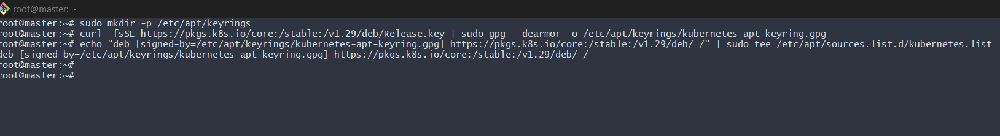 root@master: ~
root@master:~# sudo mkdir -p /etc/apt/keyrings
root@master:~# curl -fsSL https://pkgs.k8s.io/core:/stable:/v1.29/deb/Release.key | sudo gpg --dearmor -o /etc/apt/keyrings/kubernetes-apt-keyring.gpg
root@master:~# echo "deb [signed-by=/etc/apt/keyrings/kubernetes-apt-keyring.gpg] https://pkgs.k8s.io/core:/stable:/v1.29/deb/ /" | sudo tee /etc/apt/sources.list.d/kubernetes.list
deb [signed-by=/etc/apt/keyrings/kubernetes-apt-keyring.gpg] https://pkgs.k8s.io/core:/stable:/v1.29/deb/ /
root@master:~#
root@master:~#